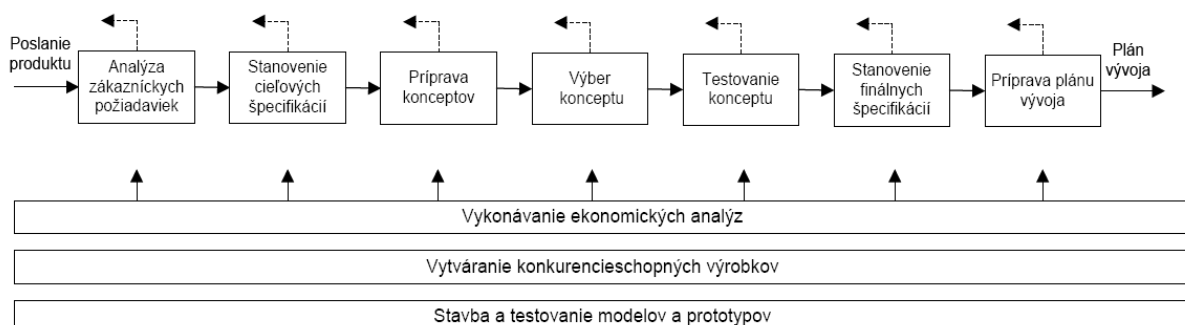 Poslanie
produktu
Analýza
zákazníckych
požiadaviek
Stanovenie
cieľových
špecifikácií
Príprava
konceptov
Výber
konceptu
Testovanie
konceptu
Stanovenie
finálnych
špecifikácií
Príprava plánu
vývoja
Plán
vývoja
Vykonávanie ekonomických analýz
Vytváranie konkurencieschopných výrobkov
Stavba a testovanie modelov a prototypov